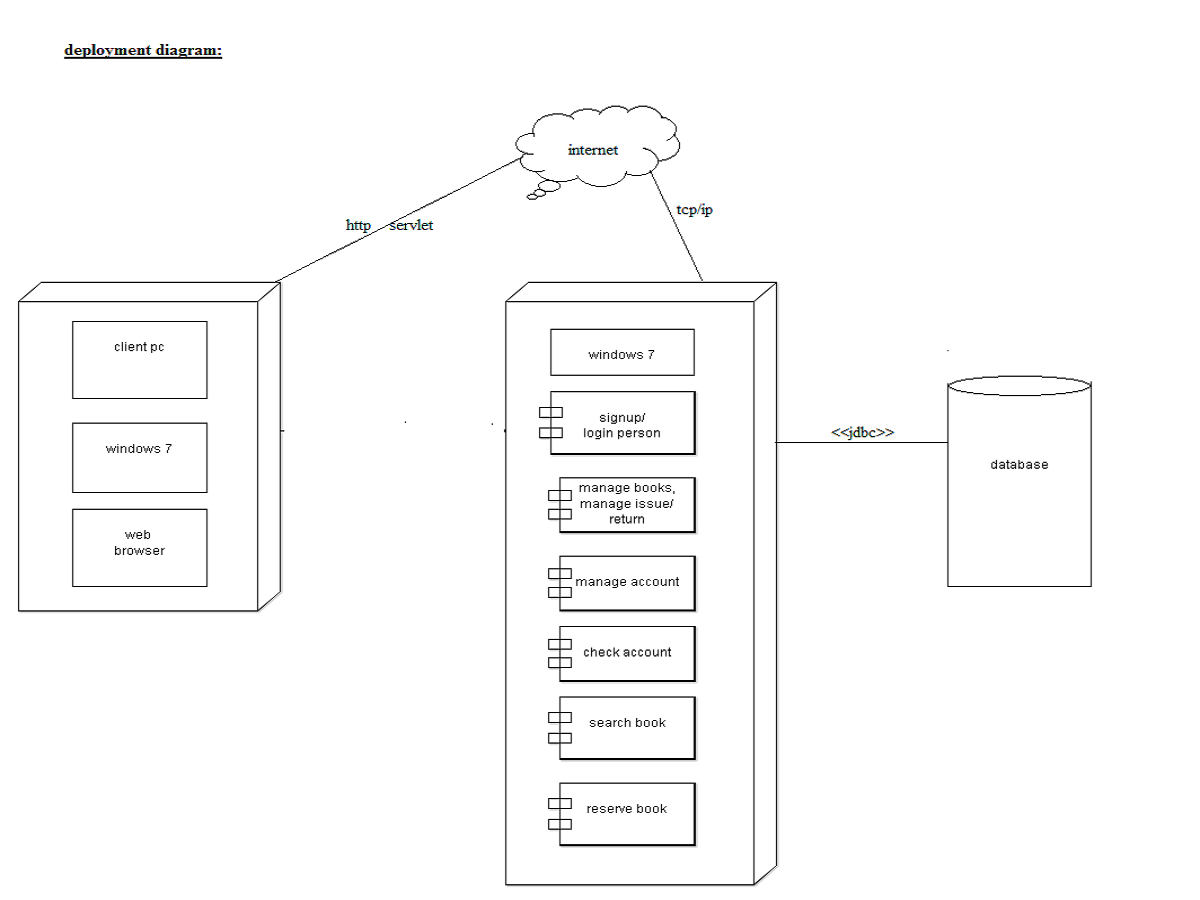 deployment diagram:
internet
http servlet
tcp/ip
client pc
windows 7
web
browser
windows 7
signup/
login person
manage books,
manage issue/
return
manage account
check account
search book
reserve book
<<jdbc>>
database